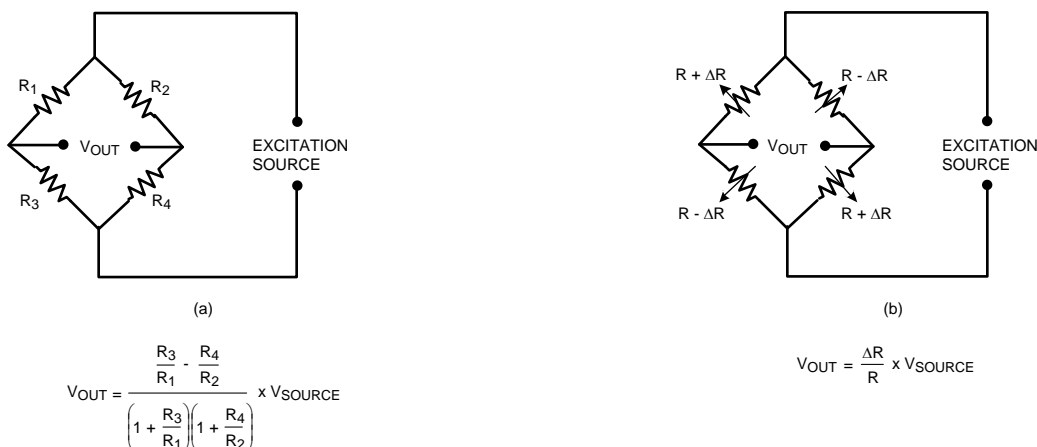 R1
R2
VOUT
R3
R4
EXCITATION
SOURCE
(a)
VOUT = (R3/R1 - R4/R2) / ((1 + R3/R1)(1 + R4/R2)) x VSOURCE
R + ΔR
R - ΔR
VOUT
R - ΔR
R + ΔR
EXCITATION
SOURCE
(b)
VOUT = ΔR/R x VSOURCE